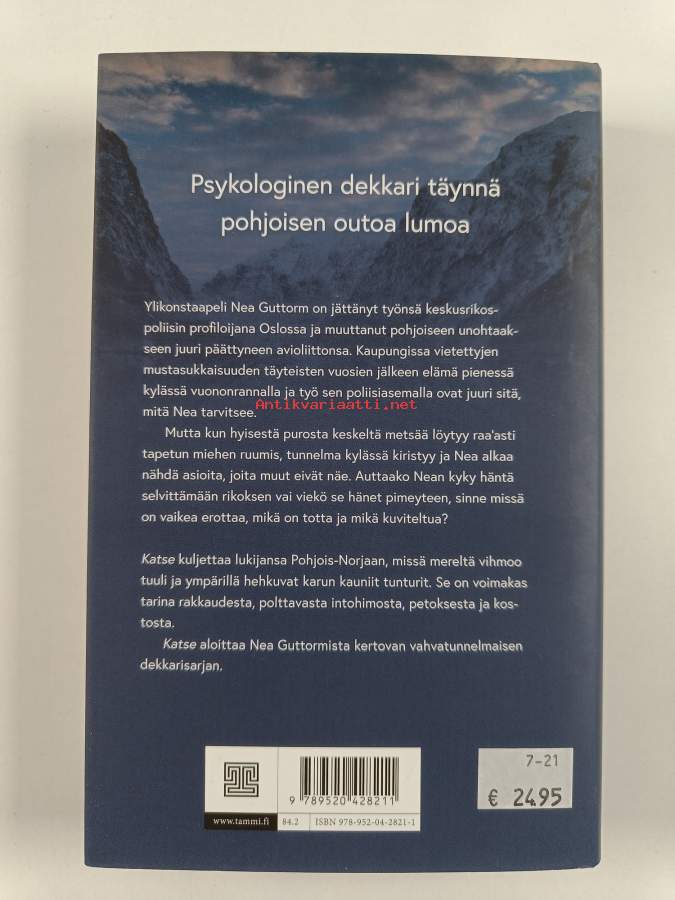 Psykologinen dekkari täynnä
pohjoisen outoa lumoa
Ylikonstaapeli Nea Guttorm on jättänyt työnsä keskusrikos-
poliisin profiloijana Oslossa ja muuttanut pohjoiseen unohtaak-
seen juuri päättyneen avioliittonsa. Kaupungissa vietettyjen
mustasukkaisuuden täyteisten vuosien jälkeen elämä pienessä
kylässä vuononrannalla ja työ sen poliisiasemalla ovat juuri sitä,
mitä Nea tarvitsee.
Antikvariaatti.net
Mutta kun hyisestä purosta keskeltä metsää löytyy raa'asti
tapetun miehen ruumis, tunnelma kylässä kiristyy ja Nea alkaa
nähdä asioita, joita muut eivät näe. Auttaako Nean kyky häntä
selvittämään rikoksen vai viekö se hänet pimeyteen, sinne missä
on vaikea erottaa, mikä on totta ja mikä kuviteltua?
Katse kuljettaa lukijansa Pohjois-Norjaan, missä mereltä vihmoo
tuuli ja ympärillä hehkuvat karun kauniit tunturit. Se on voimakas
tarina rakkaudesta, polttavasta intohimosta, petoksesta ja kos-
tosta.
Katse aloittaa Nea Guttormista kertovan vahvatunnelmaisen
dekkarisarjan.
9 789520 428211
www.tammi.fi 84.2 ISBN 978-952-04-2821-1
7-21
€ 24.95